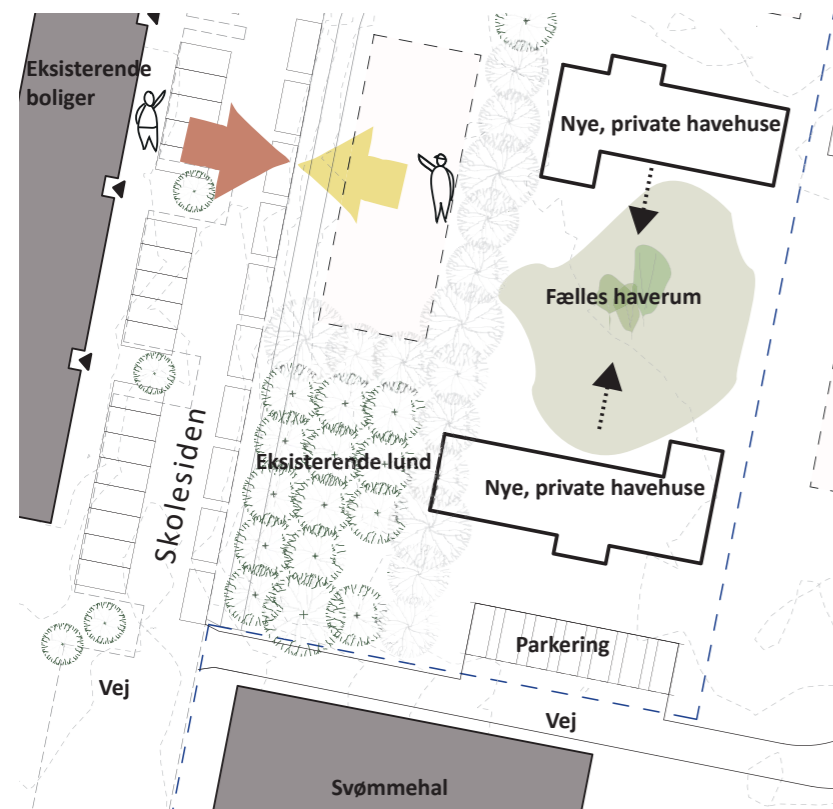 Eksisterende
boliger
Nye, private havehuse
Fælles haverum
Skolesiden
Eksisterende lund
Nye, private havehuse
Parkering
Vej
Vej
Svømmehal